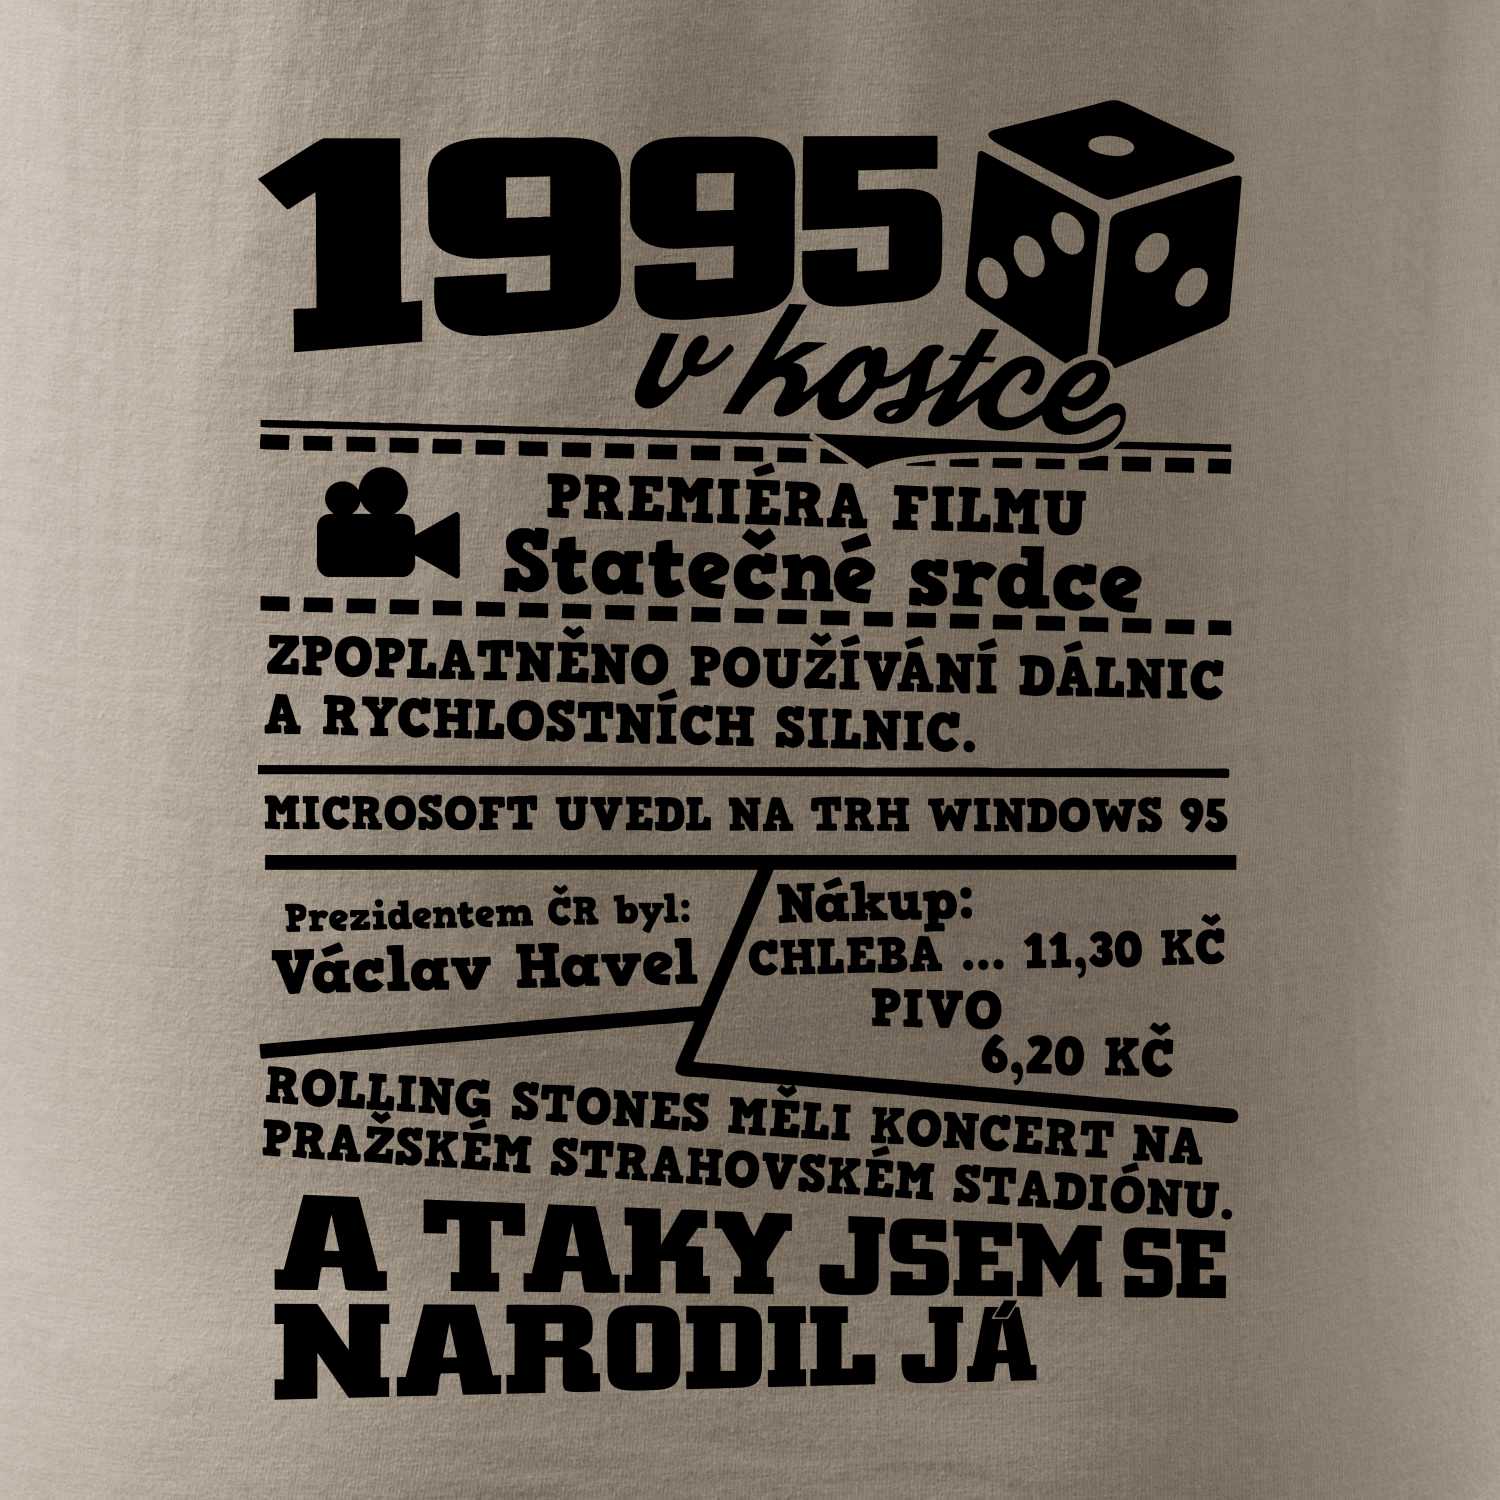 1995
v kostce
PREMIÉRA FILMU
Statečné srdce
ZPOPLATNĚNO POUŽÍVÁNÍ DÁLNIC
A RYCHLOSTNÍCH SILNIC.
MICROSOFT UVEDL NA TRH WINDOWS 95
Prezidentem ČR byl:
Václav Havel
Nákup:
CHLEBA ... 11,30 KČ
PIVO
6,20 KČ
ROLLING STONES MĚLI KONCERT NA
PRAŽSKÉM STRAHOVSKÉM STADIÓNU.
A TAKY JSEM SE
NARODIL JÁ